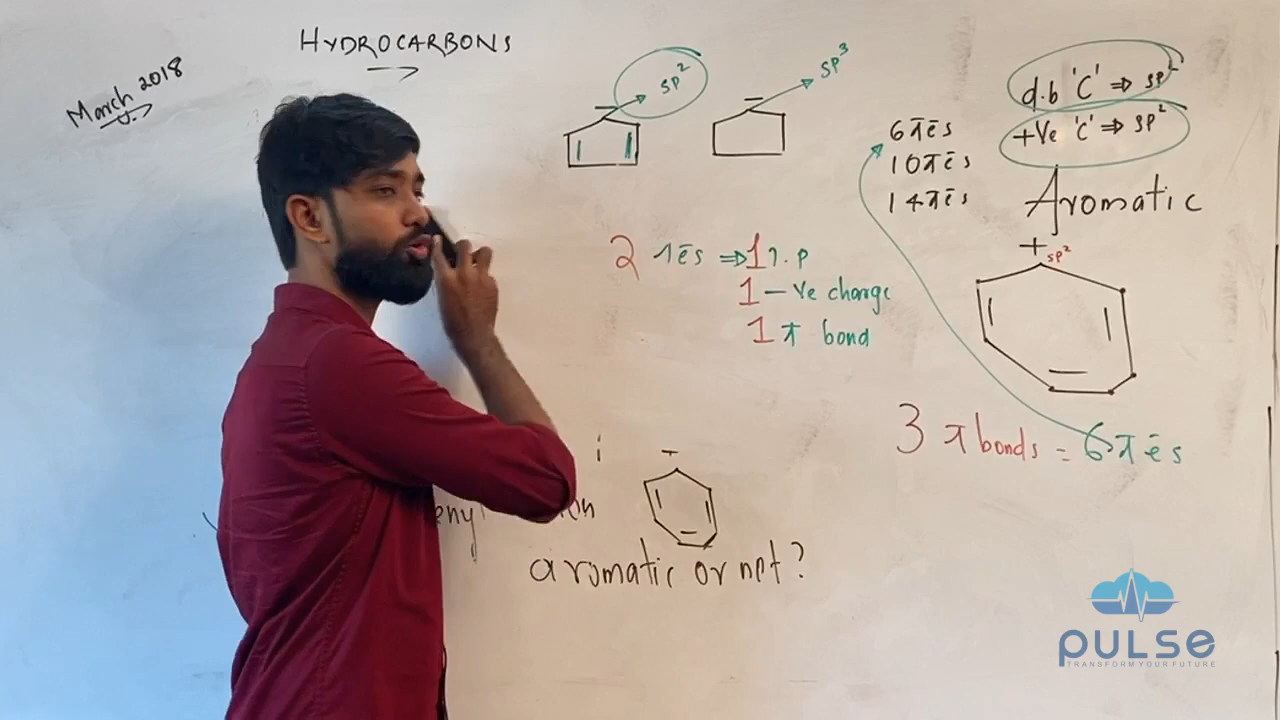 HYDROCARBONS
March 2018
sp²
sp³
d.b 'C' ⇒ sp²
+ve 'C' ⇒ sp²
6πēs
10πēs
14πēs
Aromatic
+
sp²
2 πēs ⇒ 1 l.p
1 -ve charge
1 π bond
3 π bonds = 6πēs
i
+
aromatic or not?
PULSE
TRANSFORM YOUR FUTURE